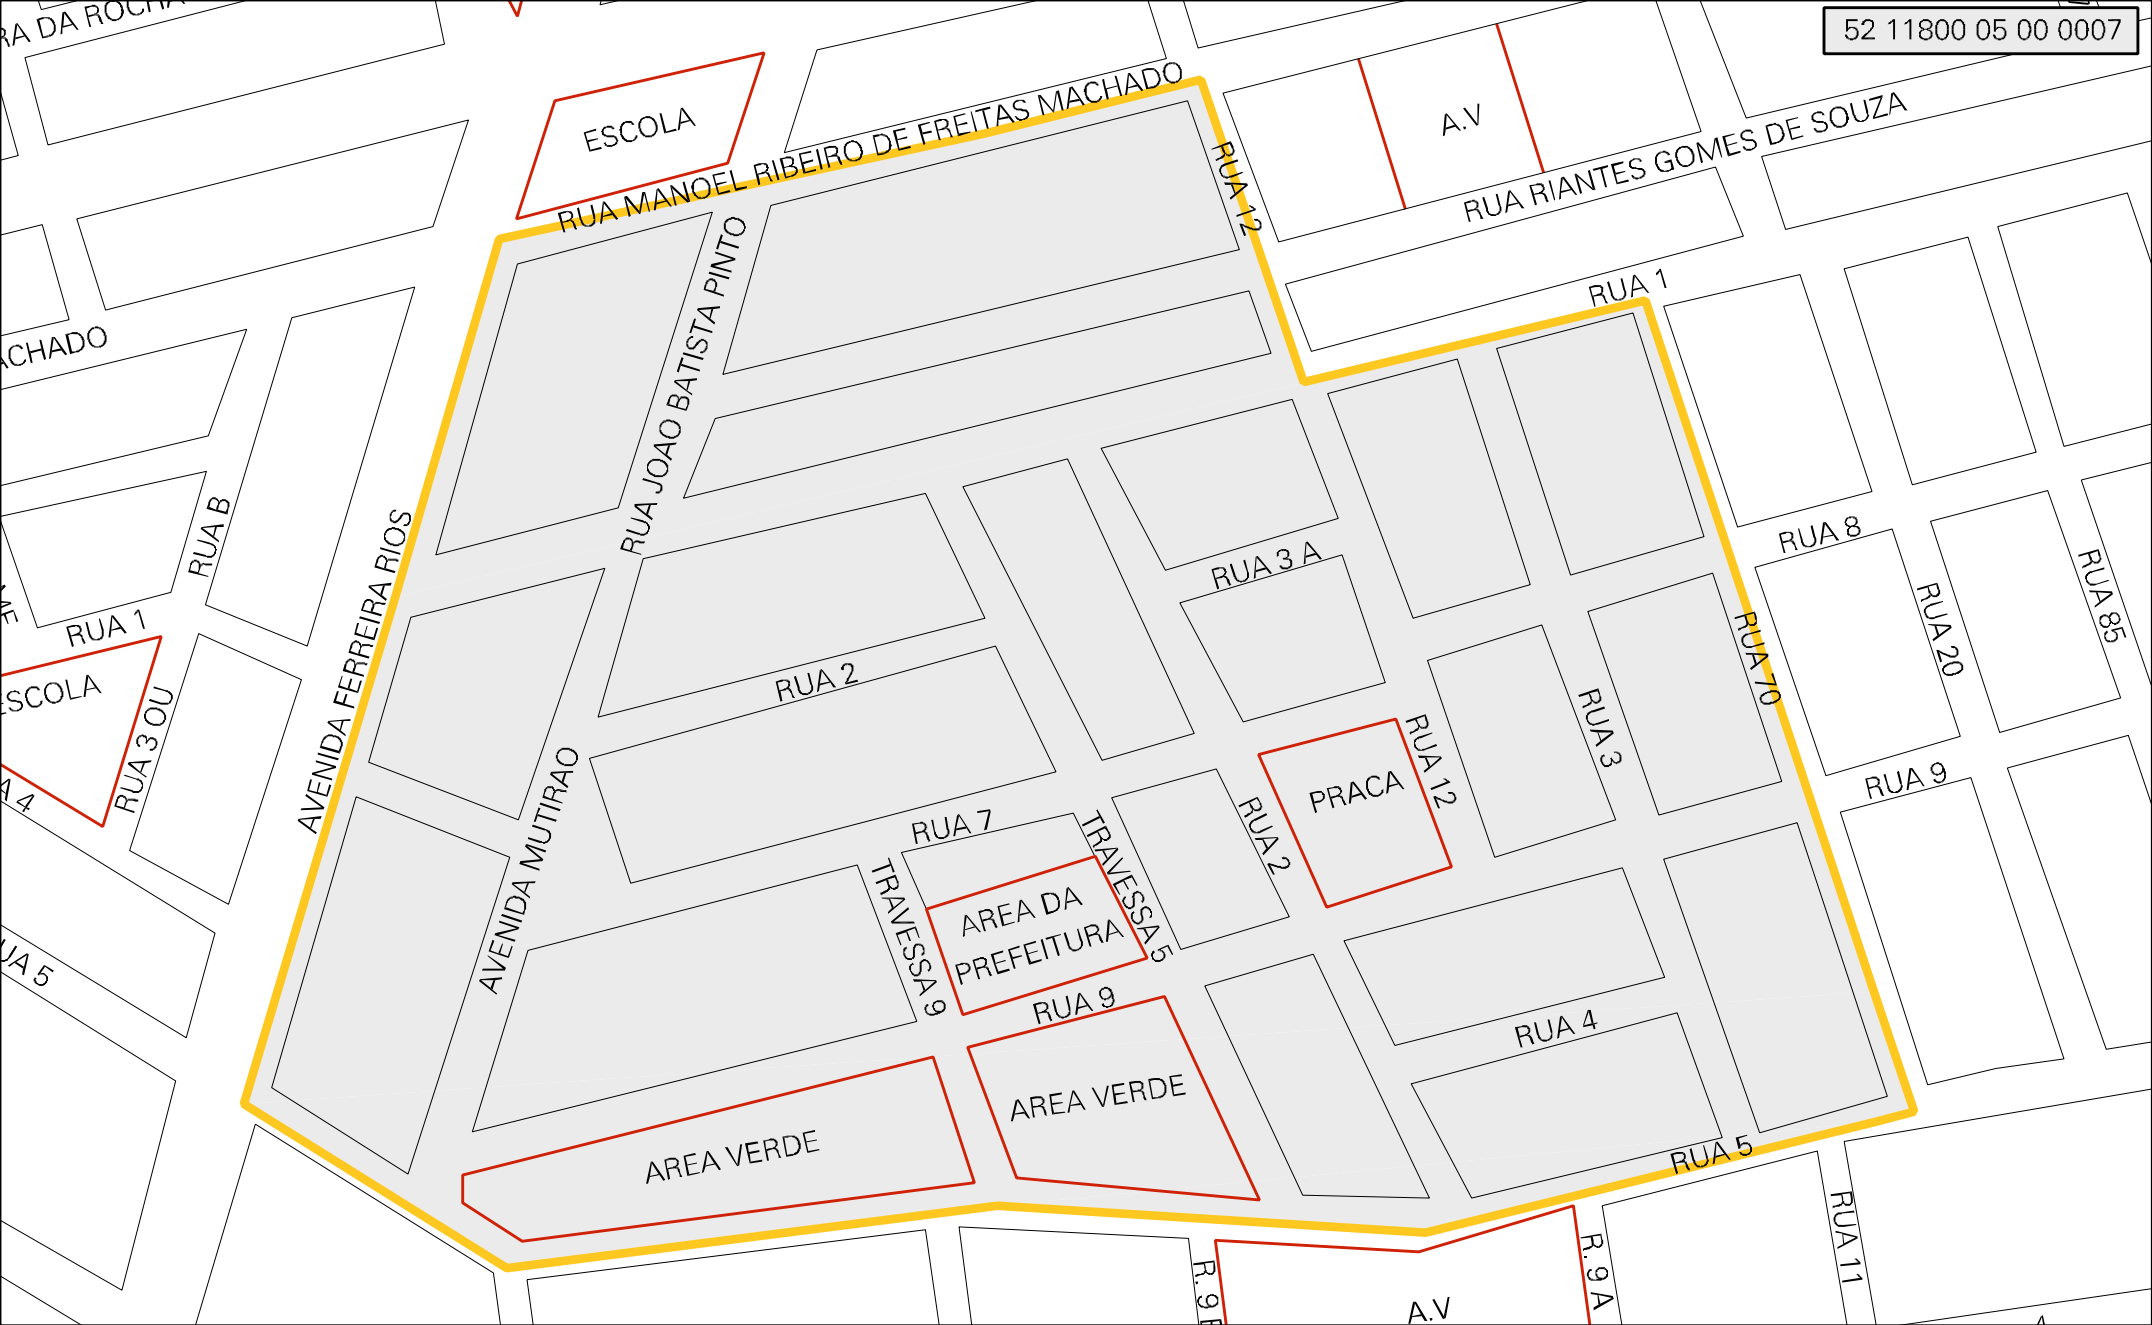 52 11800 05 00 0007
ESCOLA
A.V
RUA MANOEL RIBEIRO DE FREITAS MACHADO
RUA RIANTES GOMES DE SOUZA
RUA 12
RUA JOAO BATISTA PINTO
RUA 1
RUA B
AVENIDA FERREIRA RIOS
RUA 8
RUA 3 A
RUA 20
RUA 85
RUA 1
RUA 2
RUA 70
RUA 3
RUA 3 OU
AVENIDA MUTIRAO
RUA 12
PRACA
RUA 9
RUA 7
TRAVESSA 5
RUA 2
TRAVESSA 9
AREA DA
PREFEITURA
RUA 9
RUA 4
AREA VERDE
AREA VERDE
RUA 5
RUA 11
R. 9 A
R. 9
A.V